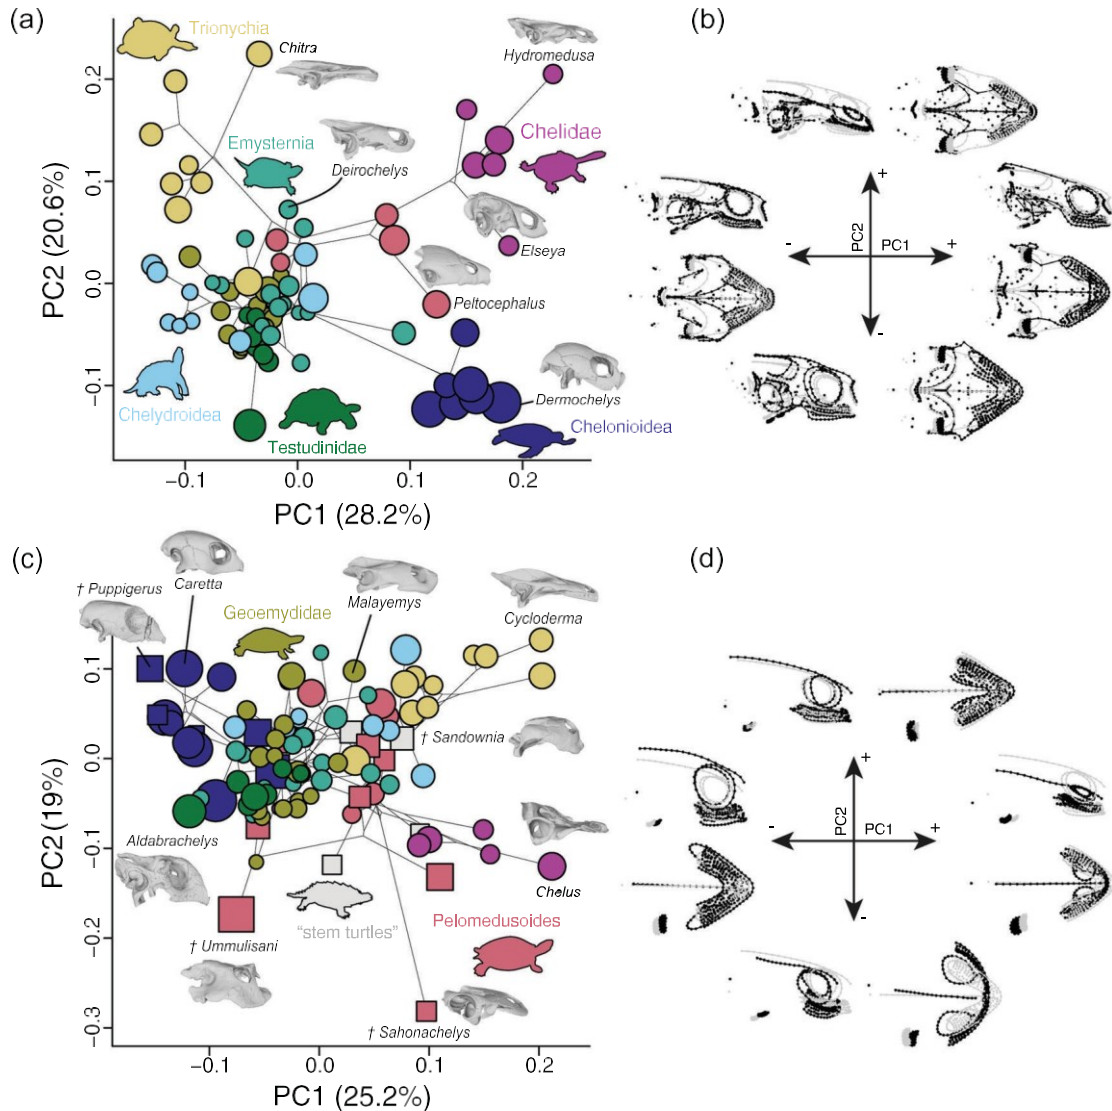 (a)
Trionychia
Chitra
Hydromedusa
Emysternia
Deirochelys
Chelidae
Elseya
Peltocephalus
Dermochelys
Chelydroidea
Testudinidae
Chelonioidea
0.2
0.1
0.0
−0.1
PC2 (20.6%)
−0.1
0.0
0.1
0.2
PC1 (28.2%)
(b)
+
PC2
PC1
-
+
-
(c)
† Puppigerus
Caretta
Geoemydidae
Malayemys
Cycloderma
† Sandownia
Aldabrachelys
Chelus
† Ummulisani
"stem turtles"
Pelomedusoides
† Sahonachelys
0.1
0.0
−0.1
−0.2
−0.3
PC2 (19%)
−0.1
0.0
0.1
0.2
PC1 (25.2%)
(d)
+
PC2
PC1
-
+
-